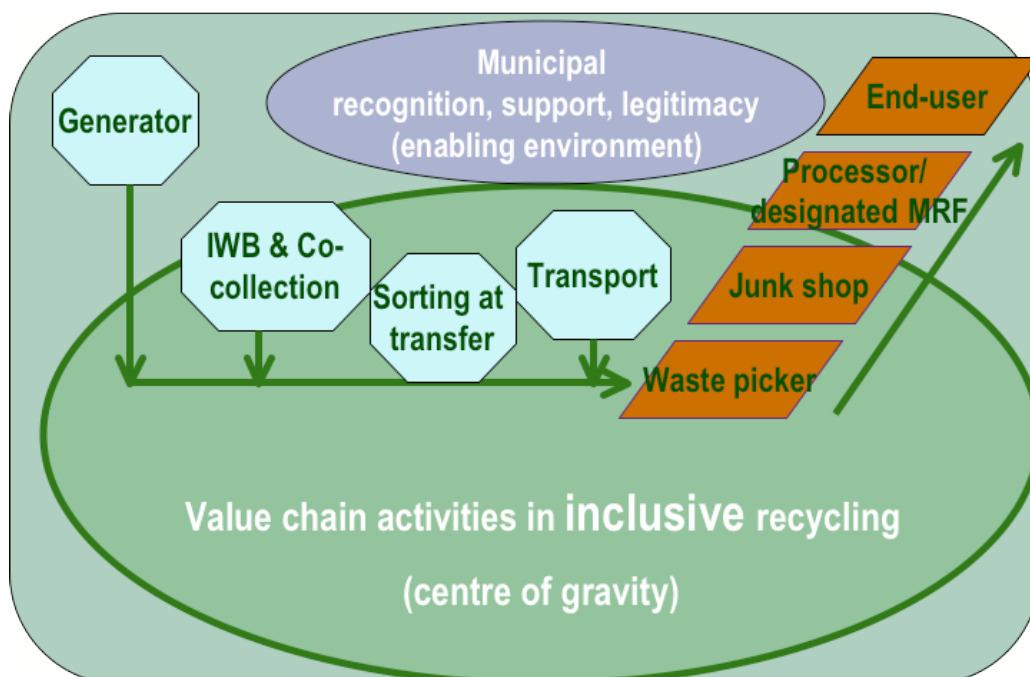 Generator
Municipal
recognition, support, legitimacy
(enabling environment)
End-user
Processor/
designated MRF
IWB & Co-
collection
Sorting at
transfer
Transport
Junk shop
Waste picker
Value chain activities in inclusive recycling
(centre of gravity)